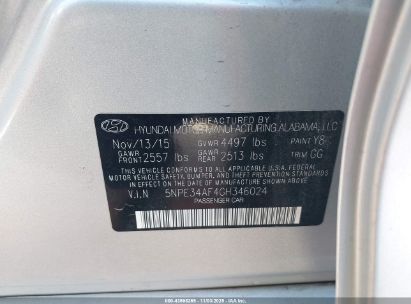 MANUFACTURED BY
HYUNDAI MOTOR MANUFACTURING ALABAMA, LLC
Nov/13/15 GVWR 4497 lbs PAINT Y8
GAWR FRONT 2557 lbs GAWR REAR 2513 lbs TRIM GG
THIS VEHICLE CONFORMS TO ALL APPLICABLE U.S.A. FEDERAL
MOTOR VEHICLE SAFETY, BUMPER, AND THEFT PREVENTION STANDARDS
IN EFFECT ON THE DATE OF MANUFACTURE SHOWN ABOVE.
V.I.N 5NPE34AF4GH346024
PASSENGER CAR